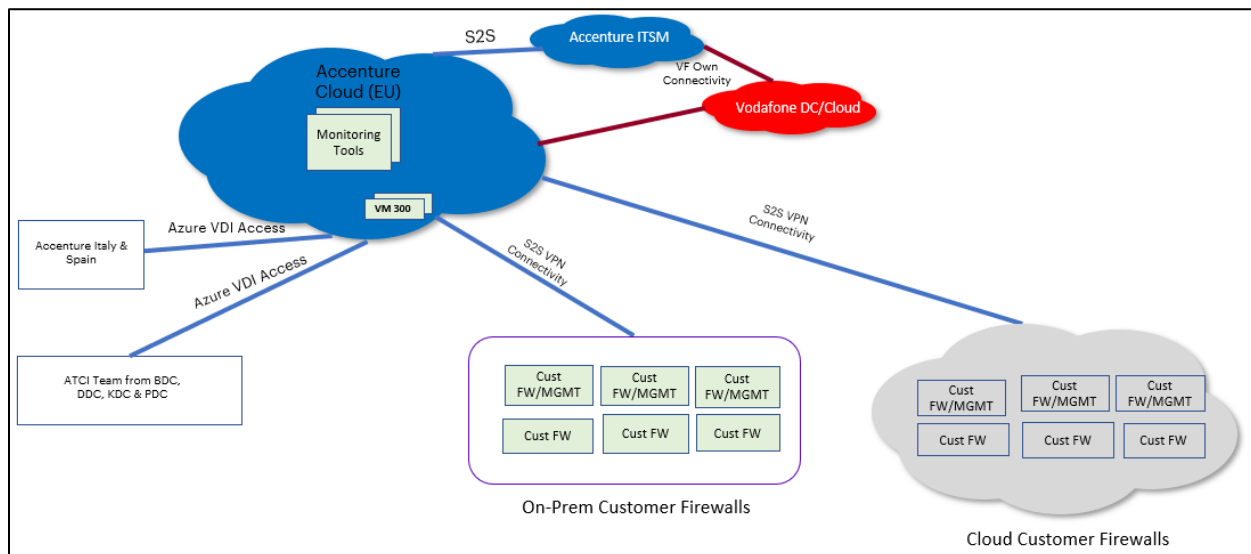 S2S
Accenture ITSM
Accenture
Cloud (EU)
VF Own
Connectivity
Vodafone DC/Cloud
Monitoring
Tools
VM 300
S2S VPN
Connectivity
Azure VDI Access
Accenture Italy &
Spain
Azure VDI Access
S2S VPN
Connectivity
ATCI Team from BDC,
DDC, KDC & PDC
Cust
FW/MGMT
Cust
FW/MGMT
Cust
FW/MGMT
Cust FW
Cust FW
Cust FW
On-Prem Customer Firewalls
Cust
FW/MGMT
Cust
FW/MGMT
Cust
FW/MGMT
Cust FW
Cust FW
Cust FW
Cloud Customer Firewalls